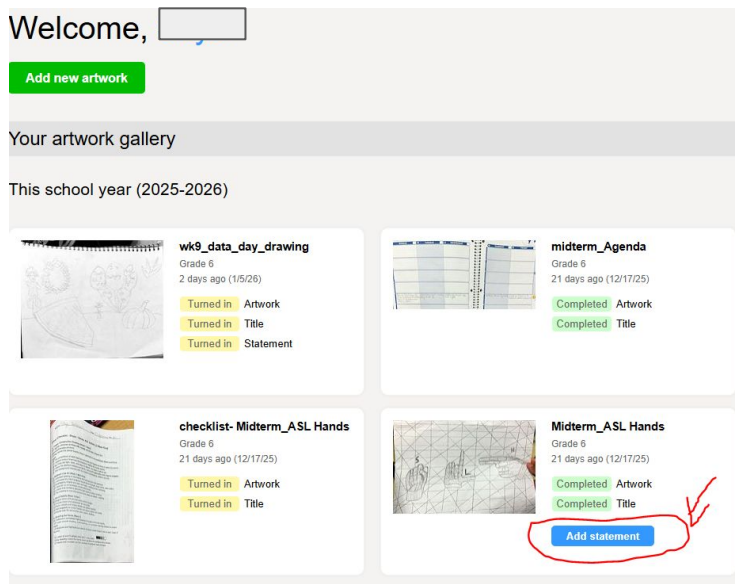 Welcome,
Add new artwork
Your artwork gallery
This school year (2025-2026)
wk9_data_day_drawing
Grade 6
2 days ago (1/5/26)
Turned in Artwork
Turned in Title
Turned in Statement
midterm_Agenda
Grade 6
21 days ago (12/17/25)
Completed Artwork
Completed Title
checklist- Midterm_ASL Hands
Grade 6
21 days ago (12/17/25)
Turned in Artwork
Turned in Title
Midterm_ASL Hands
Grade 6
21 days ago (12/17/25)
Completed Artwork
Completed Title
Add statement